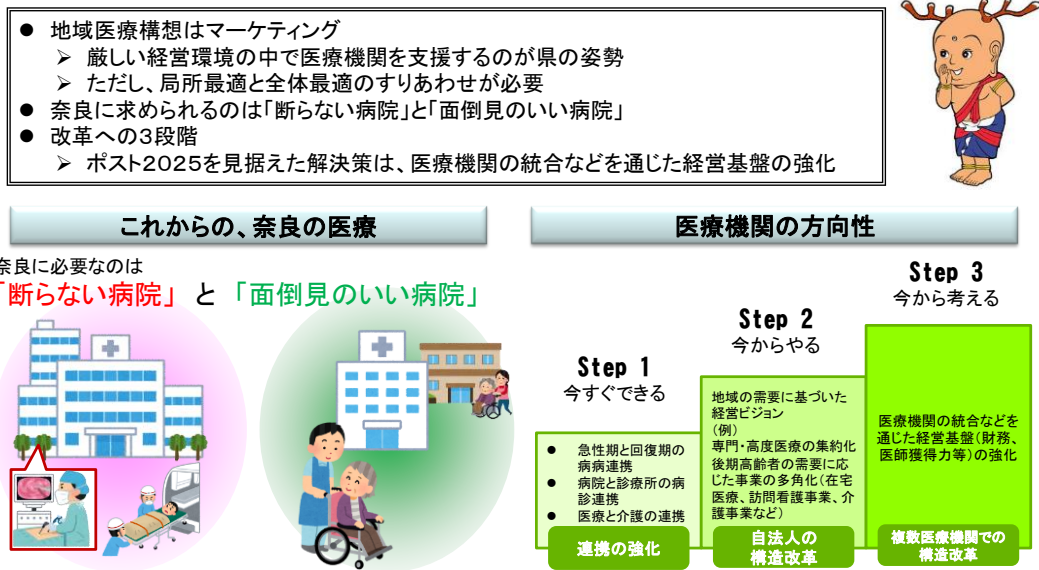 ● 地域医療構想はマーケティング
➢ 厳しい経営環境の中で医療機関を支援するのが県の姿勢
➢ ただし、局所最適と全体最適のすりあわせが必要
● 奈良に求められるのは「断らない病院」と「面倒見のいい病院」
● 改革への3段階
➢ ポスト2025を見据えた解決策は、医療機関の統合などを通じた経営基盤の強化
これからの、奈良の医療
奈良に必要なのは
「断らない病院」 と 「面倒見のいい病院」
医療機関の方向性
Step 1
今すぐできる
● 急性期と回復期の
病病連携
● 病院と診療所の病
診連携
● 医療と介護の連携
連携の強化
Step 2
今からやる
地域の需要に基づいた
経営ビジョン
(例)
専門・高度医療の集約化
後期高齢者の需要に応
じた事業の多角化(在宅
医療、訪問看護事業、介
護事業など)
自法人の
構造改革
Step 3
今から考える
医療機関の統合などを
通じた経営基盤(財務、
医師獲得力等)の強化
複数医療機関での
構造改革